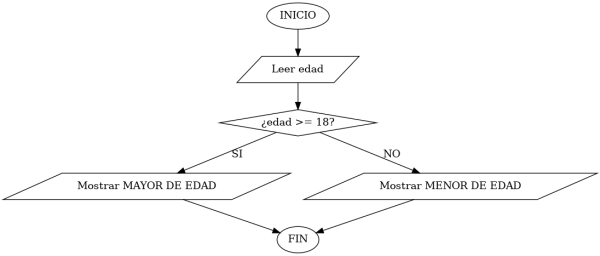 INICIO
Leer edad
¿edad >= 18?
SI
NO
Mostrar MAYOR DE EDAD
Mostrar MENOR DE EDAD
FIN